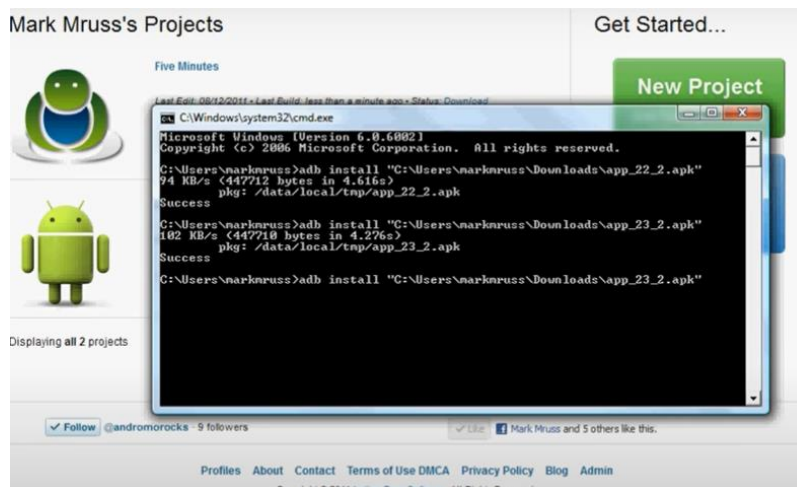 Mark Mruss's Projects
Get Started...
Five Minutes
New Project
Last Edit: 08/12/2011 • Last Build: less than a minute ago • Status: Download
C:\Windows\system32\cmd.exe
Microsoft Windows [Version 6.0.6002]
Copyright (c) 2006 Microsoft Corporation. All rights reserved.
C:\Users\markmruss>adb install "C:\Users\markmruss\Downloads\app_22_2.apk"
94 KB/s (447712 bytes in 4.616s)
pkg: /data/local/tmp/app_22_2.apk
Success
C:\Users\markmruss>adb install "C:\Users\markmruss\Downloads\app_23_2.apk"
102 KB/s (447710 bytes in 4.276s)
pkg: /data/local/tmp/app_23_2.apk
Success
C:\Users\markmruss>adb install "C:\Users\markmruss\Downloads\app_23_2.apk"
Displaying all 2 projects
Follow @andromorocks - 9 followers
Like Mark Mruss and 5 others like this.
Profiles About Contact Terms of Use DMCA Privacy Policy Blog Admin